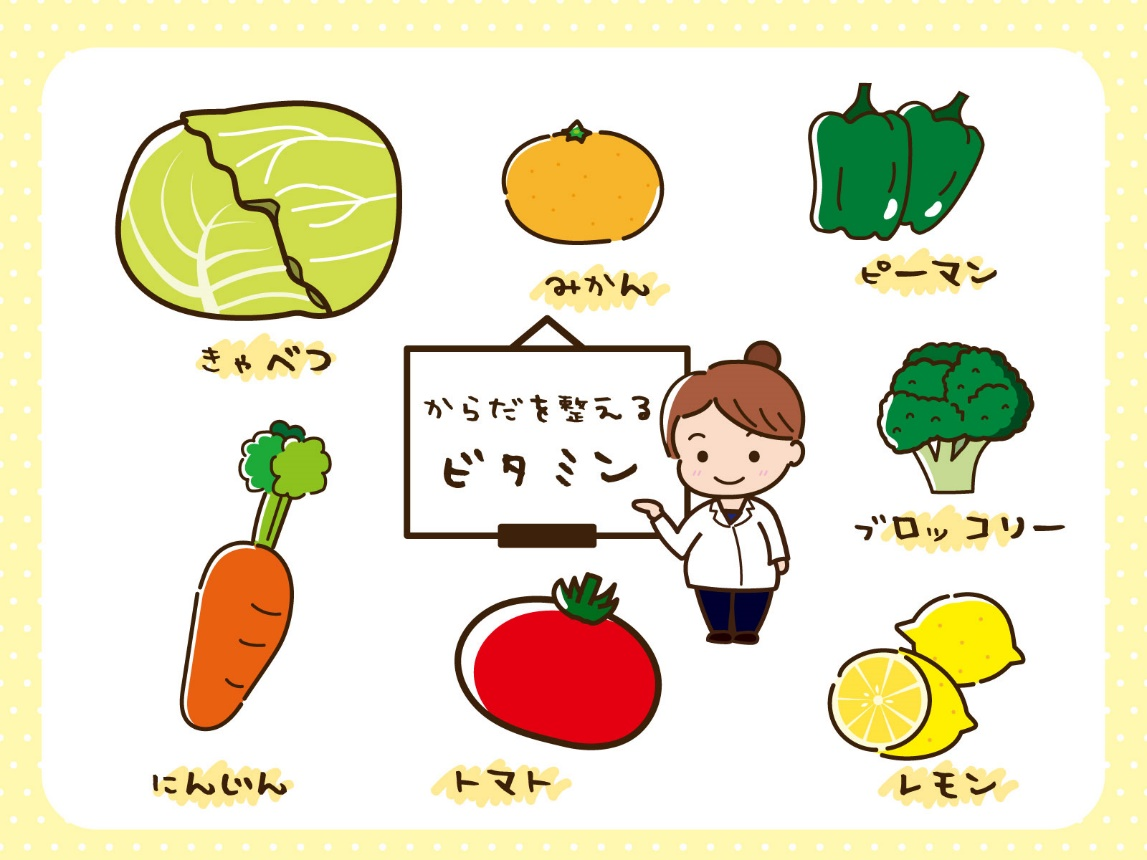 みかん
ピーマン
きゃべつ
からだを整える
ビタミン
ブロッコリー
にんじん
トマト
レモン